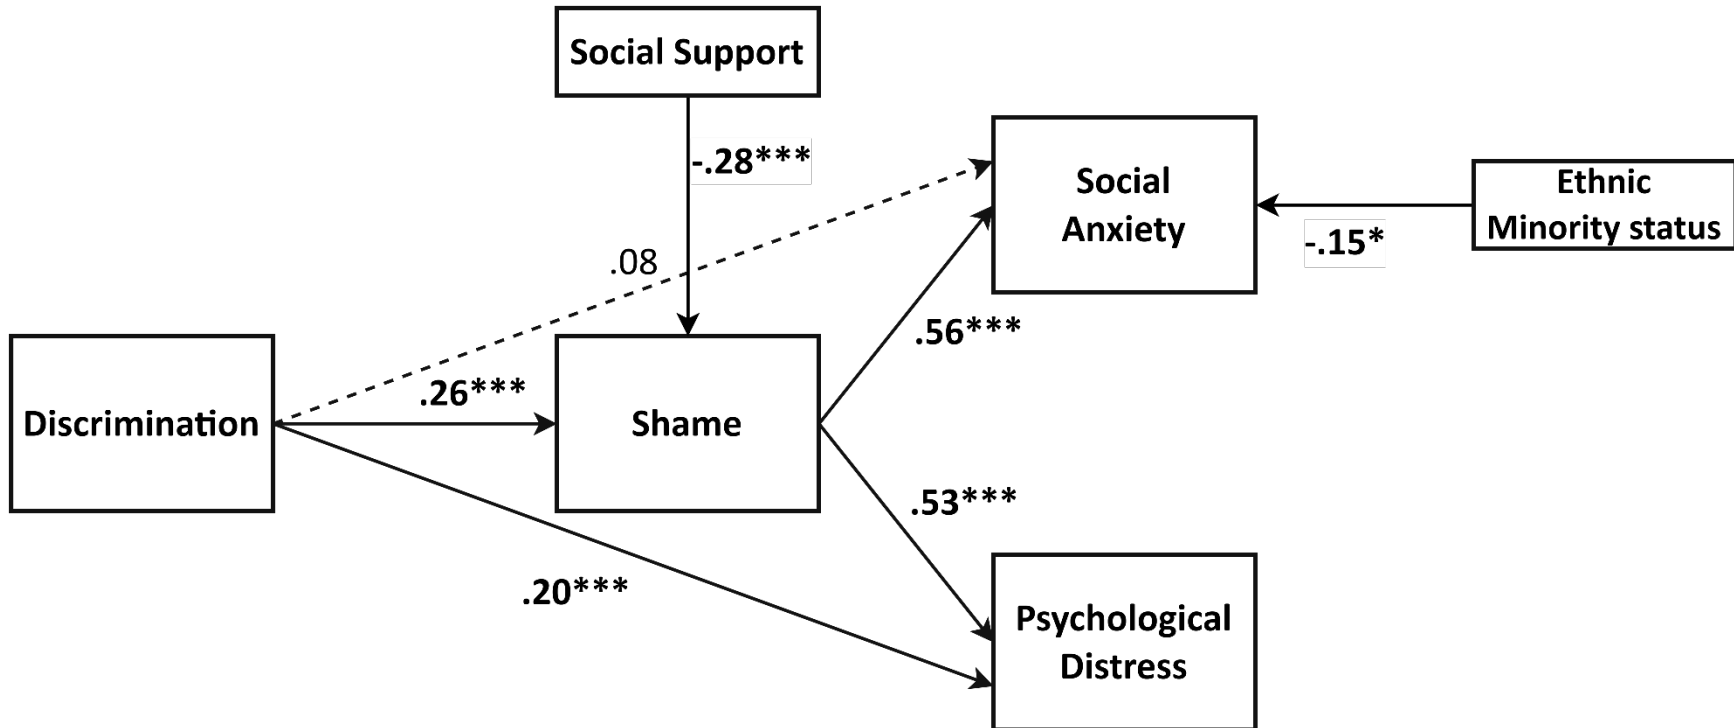 Social Support
-.28***
Social
Anxiety
Ethnic
Minority status
-.15*
.08
.56***
Discrimination
.26***
Shame
.53***
.20***
Psychological
Distress